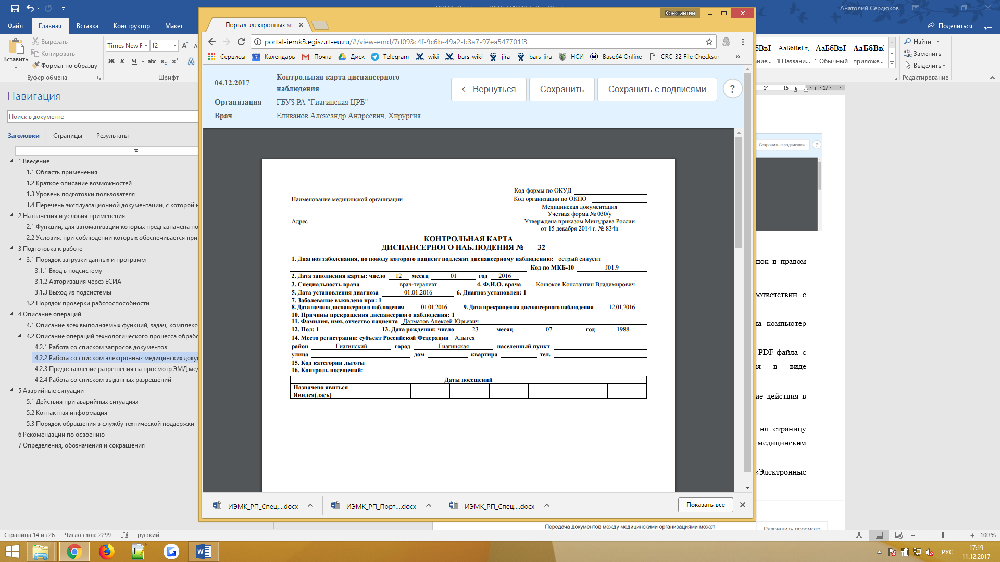 Анатолий Сердюков
Файл Главная Вставка Конструктор Макет
Поделиться
Вставить
Вырезать
Копировать
Формат по образцу
Буфер обмена
Times New F 12
Ж К Ч abc x₂ x²
Шрифт
АаБбВвГг, АаБбВвГ АаБбВв
¶ Названи... ¶ Обычный приложе...
Найти
Заменить
Выделить
Редактирование
Навигация
Поиск в документе
Заголовки Страницы Результаты
1 Введение
1.1 Область применения
1.2 Краткое описание возможностей
1.3 Уровень подготовки пользователя
1.4 Перечень эксплуатационной документации, с которой
2 Назначения и условия применения
2.1 Функции, для автоматизации которых предназначена
2.2 Условия, при соблюдении которых обеспечивается
3 Подготовка к работе
3.1 Порядок загрузки данных и программ
3.1.1 Вход в подсистему
3.1.2 Авторизация через ЕСИА
3.1.3 Выход из подсистемы
3.2 Порядок проверки работоспособности
4 Описание операций
4.1 Описание всех выполняемых функций, задач, комплексо
4.2 Описание операций технологического процесса обрабо
4.2.1 Работа со списком запросов документов
4.2.2 Работа со списком электронных медицинских доку
4.2.3 Предоставление разрешения на просмотр ЭМД мед
4.2.4 Работа со списком выданных разрешений
5 Аварийные ситуации
5.1 Действия при аварийных ситуациях
5.2 Контактная информация
5.3 Порядок обращения в службу технической поддержки
6 Рекомендации по освоению
7 Определения, обозначения и сокращения
Константин
Портал электронных ме
portal-iemk3.egisz.rt-eu.ru/#/view-emd/7d093c4f-9c6b-49a2-b3a7-97ea547701f3
Сервисы Календарь Почта Диск Telegram wiki bars-wiki jira bars-jira НСИ Base64 Online CRC-32 File Checksu »
04.12.2017 Контрольная карта диспансерного наблюдения
Организация ГБУЗ РА "Гиагинская ЦРБ"
Врач Еливанов Александр Андреевич, Хирургия
Вернуться Сохранить Сохранить с подписями ?
Код формы по ОКУД
Наименование медицинской организации
Код организации по ОКПО
Медицинская документация
Учетная форма № 030/у
Адрес
Утверждена приказом Минздрава России
от 15 декабря 2014 г. № 834н
КОНТРОЛЬНАЯ КАРТА
ДИСПАНСЕРНОГО НАБЛЮДЕНИЯ № 32
1. Диагноз заболевания, по поводу которого пациент подлежит диспансерному наблюдению: острый синусит
Код по МКБ-10 J01.9
2. Дата заполнения карты: число 12 месяц 01 год 2016
3. Специальность врача врач-терапевт 4. Ф.И.О. врача Конюков Константин Владимирович
5. Дата установления диагноза 01.01.2016 6. Диагноз установлен: 1
7. Заболевание выявлено при: 1
8. Дата начала диспансерного наблюдения 01.01.2016 9. Дата прекращения диспансерного наблюдения 12.01.2016
10. Причины прекращения диспансерного наблюдения: 1
11. Фамилия, имя, отчество пациента Далматов Алексей Юрьевич
12. Пол: 1 13. Дата рождения: число 23 месяц 07 год 1988
14. Место регистрации: субъект Российской Федерации Адыгея
район Гиагинский город Гиагинская населенный пункт
улица дом квартира тел.
15. Код категории льготы
16. Контроль посещений:
Даты посещений
Назначено явиться
Явился(лась)
ИЭМК_РП_Спец....docx ИЭМК_РП_Порт....docx ИЭМК_РП_Спец....docx
Показать все
14 15 17
Сохранить с подписями ?
пок в правом
ответствии с
на компьютер
PDF-файла с
я в виде
ие действия в
на страницу
медицинским
«Электронные
Передача документов между медицинскими организациями может
Разрешить просмотр
Страница 14 из 26 Число слов: 2299 русский
100 %
РУС
17:19
11.12.2017